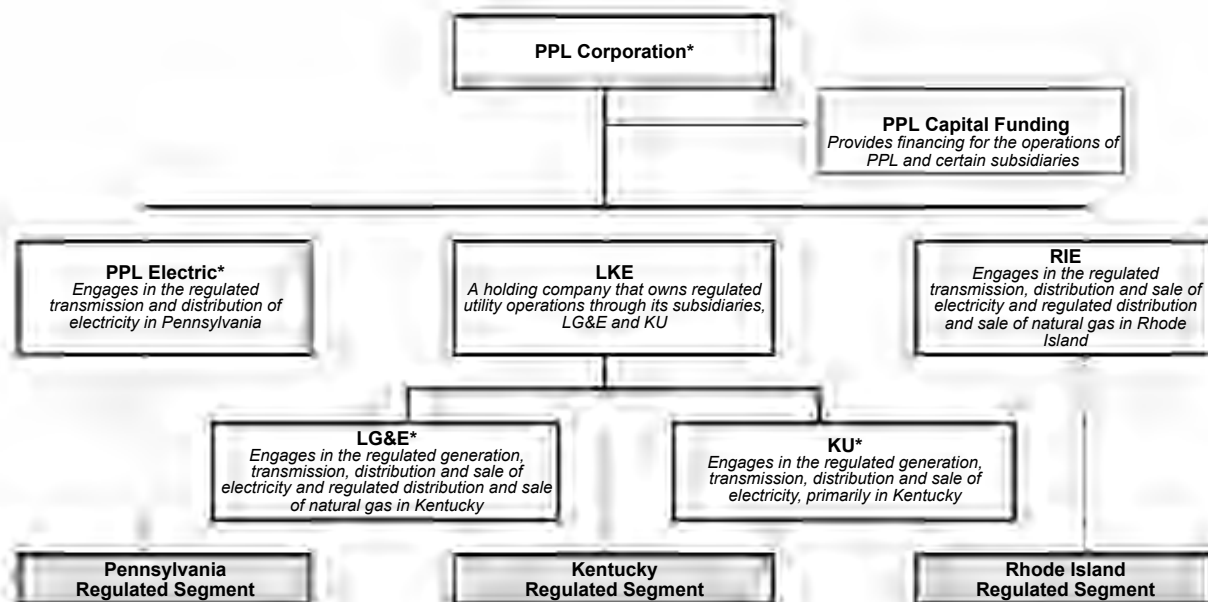 PPL Corporation*
PPL Capital Funding
Provides financing for the operations of
PPL and certain subsidiaries
PPL Electric*
Engages in the regulated
transmission and distribution of
electricity in Pennsylvania
LKE
A holding company that owns regulated
utility operations through its subsidiaries,
LG&E and KU
RIE
Engages in the regulated
transmission, distribution and sale of
electricity and regulated distribution
and sale of natural gas in Rhode
Island
LG&E*
Engages in the regulated generation,
transmission, distribution and sale of
electricity and regulated distribution and sale
of natural gas in Kentucky
KU*
Engages in the regulated generation,
transmission, distribution and sale of
electricity, primarily in Kentucky
Pennsylvania
Regulated Segment
Kentucky
Regulated Segment
Rhode Island
Regulated Segment